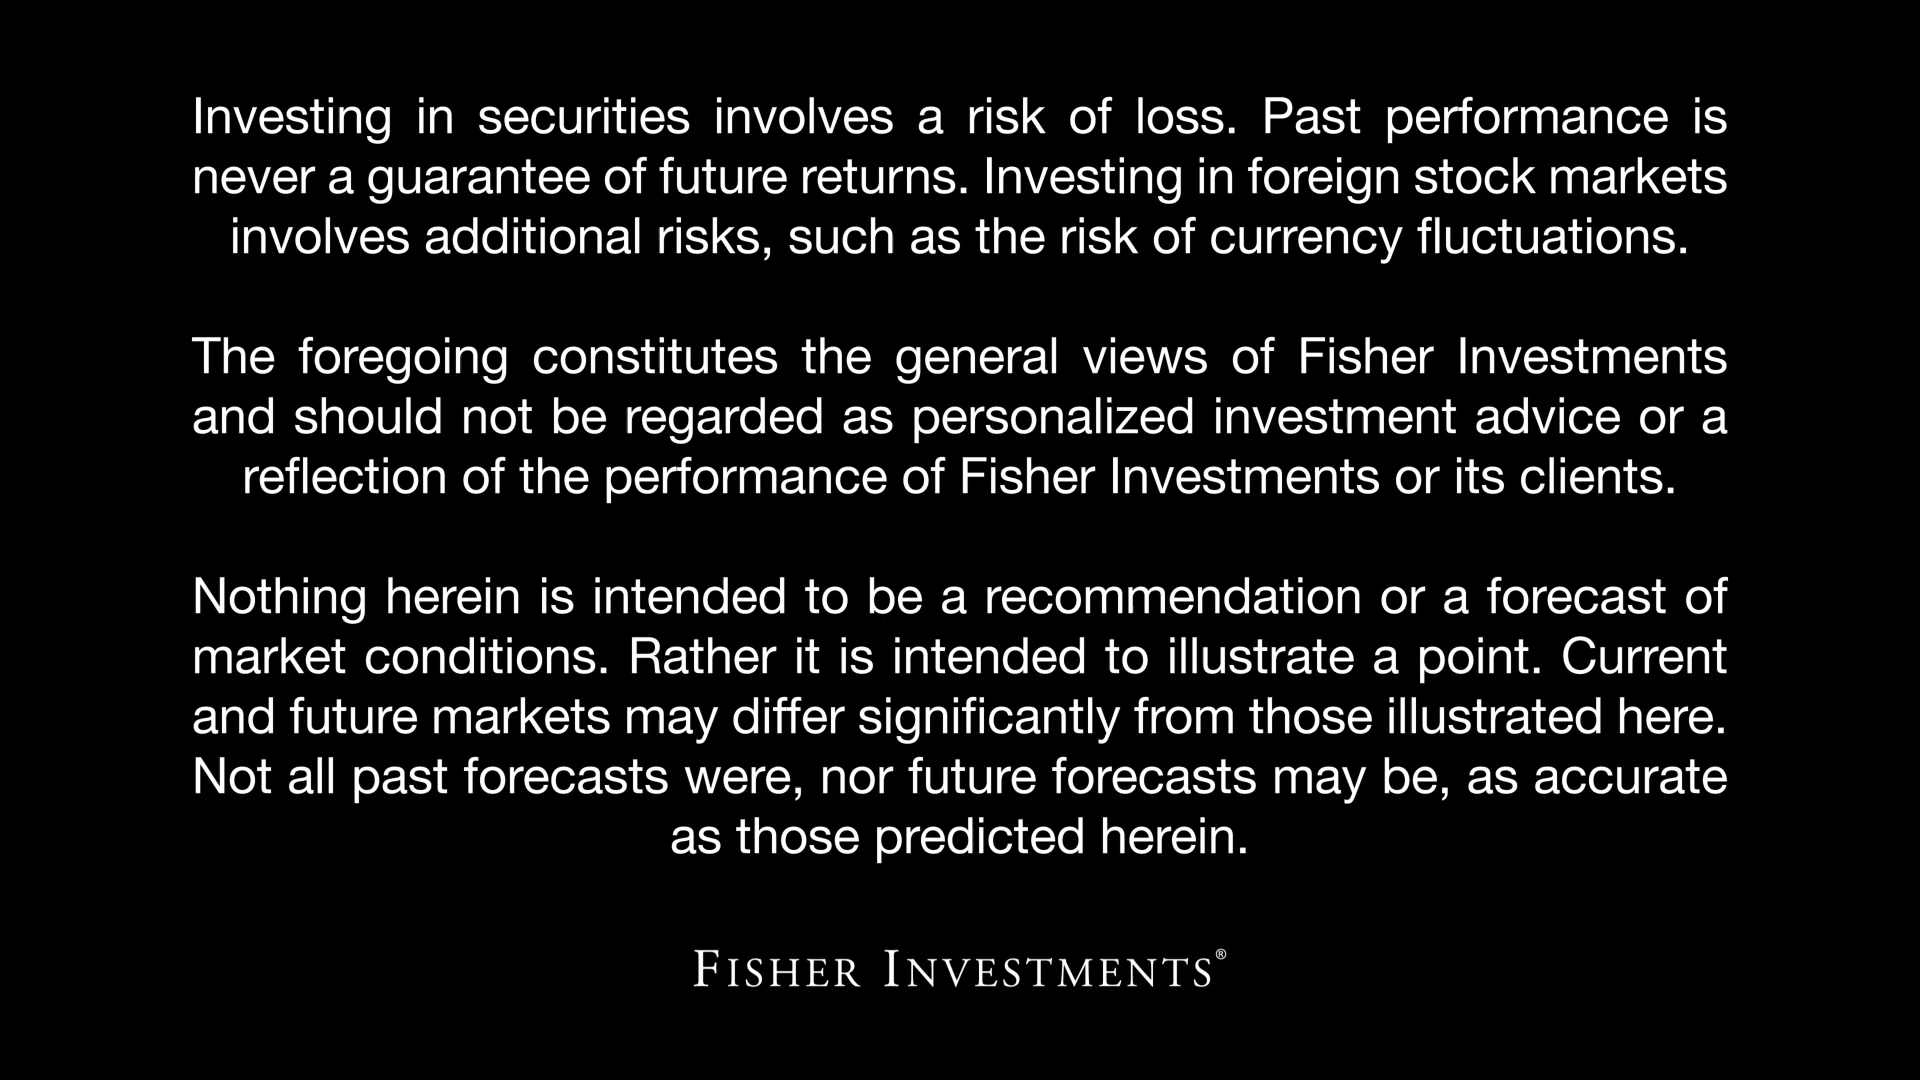 Investing in securities involves a risk of loss. Past performance is
never a guarantee of future returns. Investing in foreign stock markets
involves additional risks, such as the risk of currency fluctuations.
The foregoing constitutes the general views of Fisher Investments
and should not be regarded as personalized investment advice or a
reflection of the performance of Fisher Investments or its clients.
Nothing herein is intended to be a recommendation or a forecast of
market conditions. Rather it is intended to illustrate a point. Current
and future markets may differ significantly from those illustrated here.
Not all past forecasts were, nor future forecasts may be, as accurate
as those predicted herein.
FISHER INVESTMENTS®